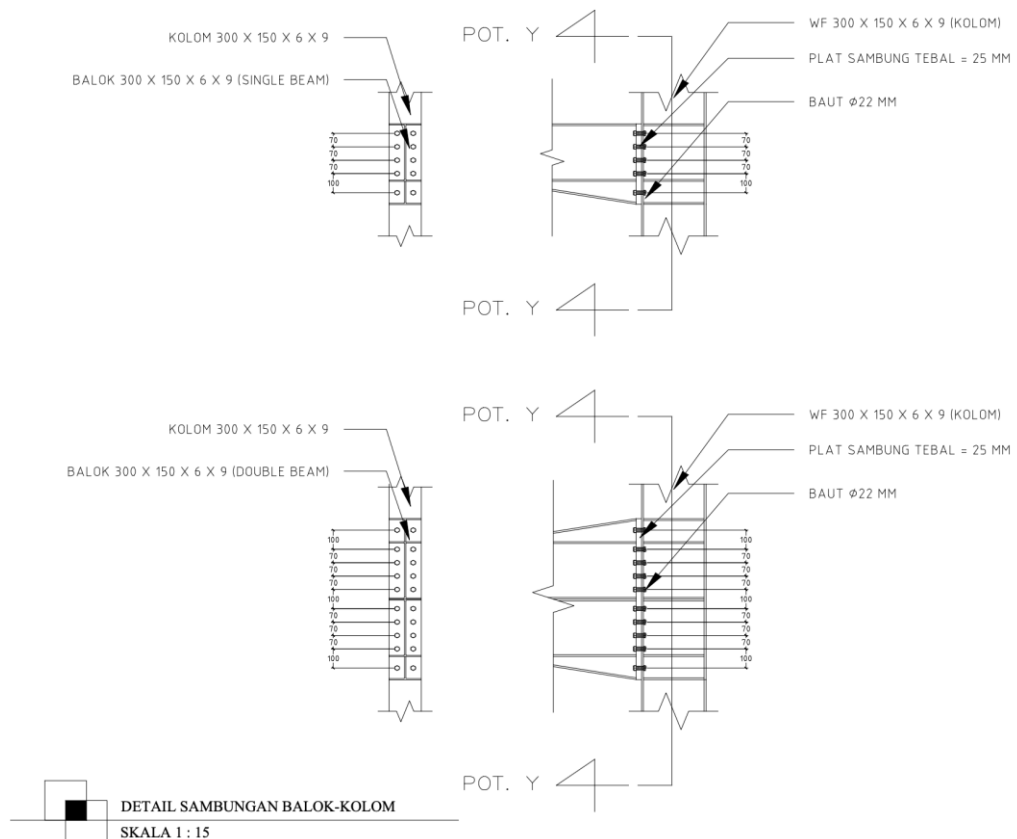 KOLOM 300 X 150 X 6 X 9
BALOK 300 X 150 X 6 X 9 (SINGLE BEAM)
70
70
70
100
POT. Y
WF 300 X 150 X 6 X 9 (KOLOM)
PLAT SAMBUNG TEBAL = 25 MM
BAUT Ø22 MM
70
70
70
100
POT. Y
KOLOM 300 X 150 X 6 X 9
BALOK 300 X 150 X 6 X 9 (DOUBLE BEAM)
100
70
70
70
100
70
70
70
100
POT. Y
WF 300 X 150 X 6 X 9 (KOLOM)
PLAT SAMBUNG TEBAL = 25 MM
BAUT Ø22 MM
100
70
70
70
100
70
70
70
100
POT. Y
DETAIL SAMBUNGAN BALOK-KOLOM
SKALA 1 : 15